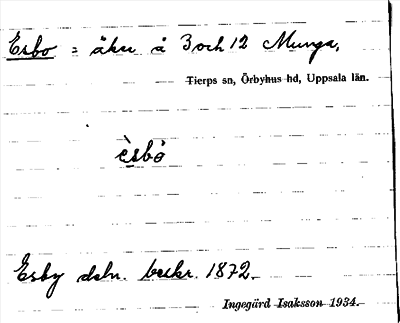 Esbo = åker å 3 och 12 Munga,
Tierps sn, Örbyhus hd, Uppsala län.
èsbò
Esby dsbr. beskr. 1872.
Ingegärd Isaksson 1934.